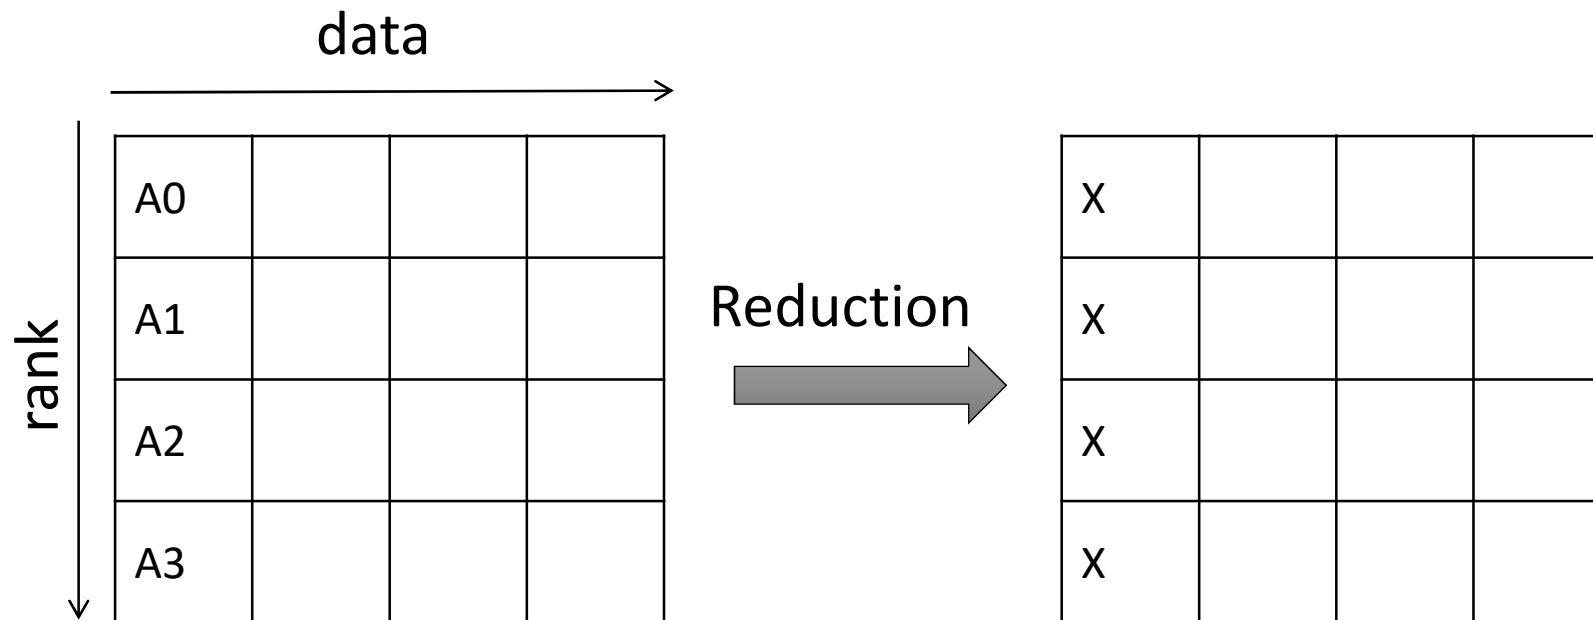 data
rank
A0
X
A1
Reduction
X
A2
X
A3
X